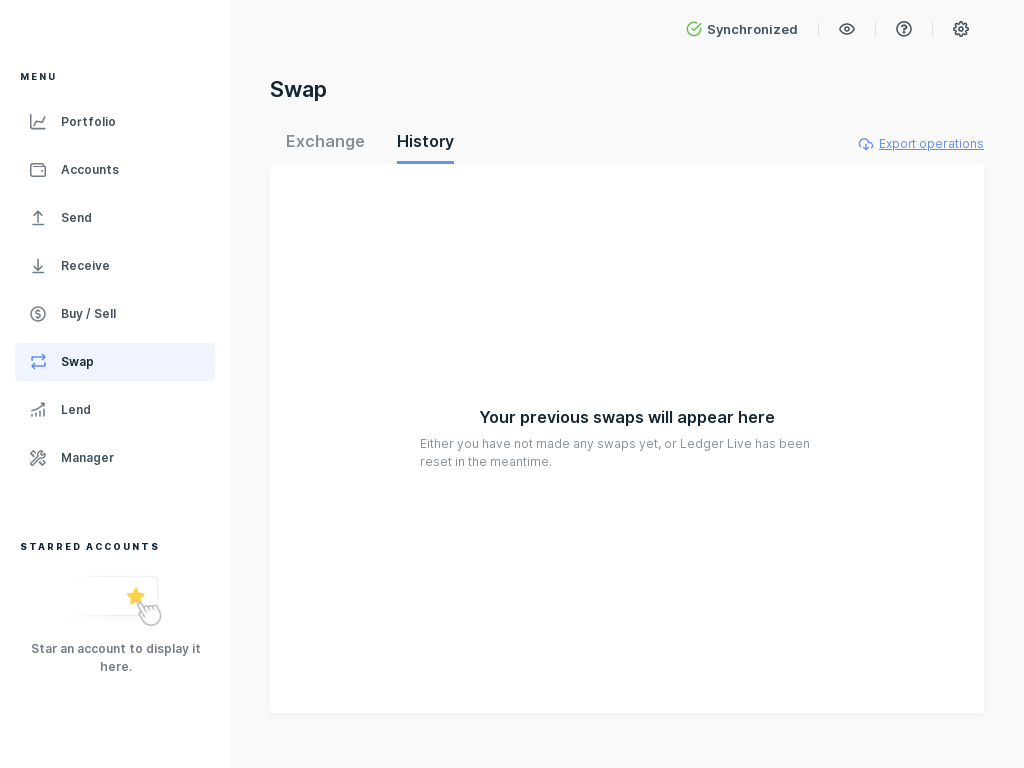 MENU
Portfolio
Accounts
Send
Receive
Buy / Sell
Swap
Lend
Manager
STARRED ACCOUNTS
Star an account to display it
here.
Synchronized
Swap
Exchange
History
Export operations
Your previous swaps will appear here
Either you have not made any swaps yet, or Ledger Live has been
reset in the meantime.